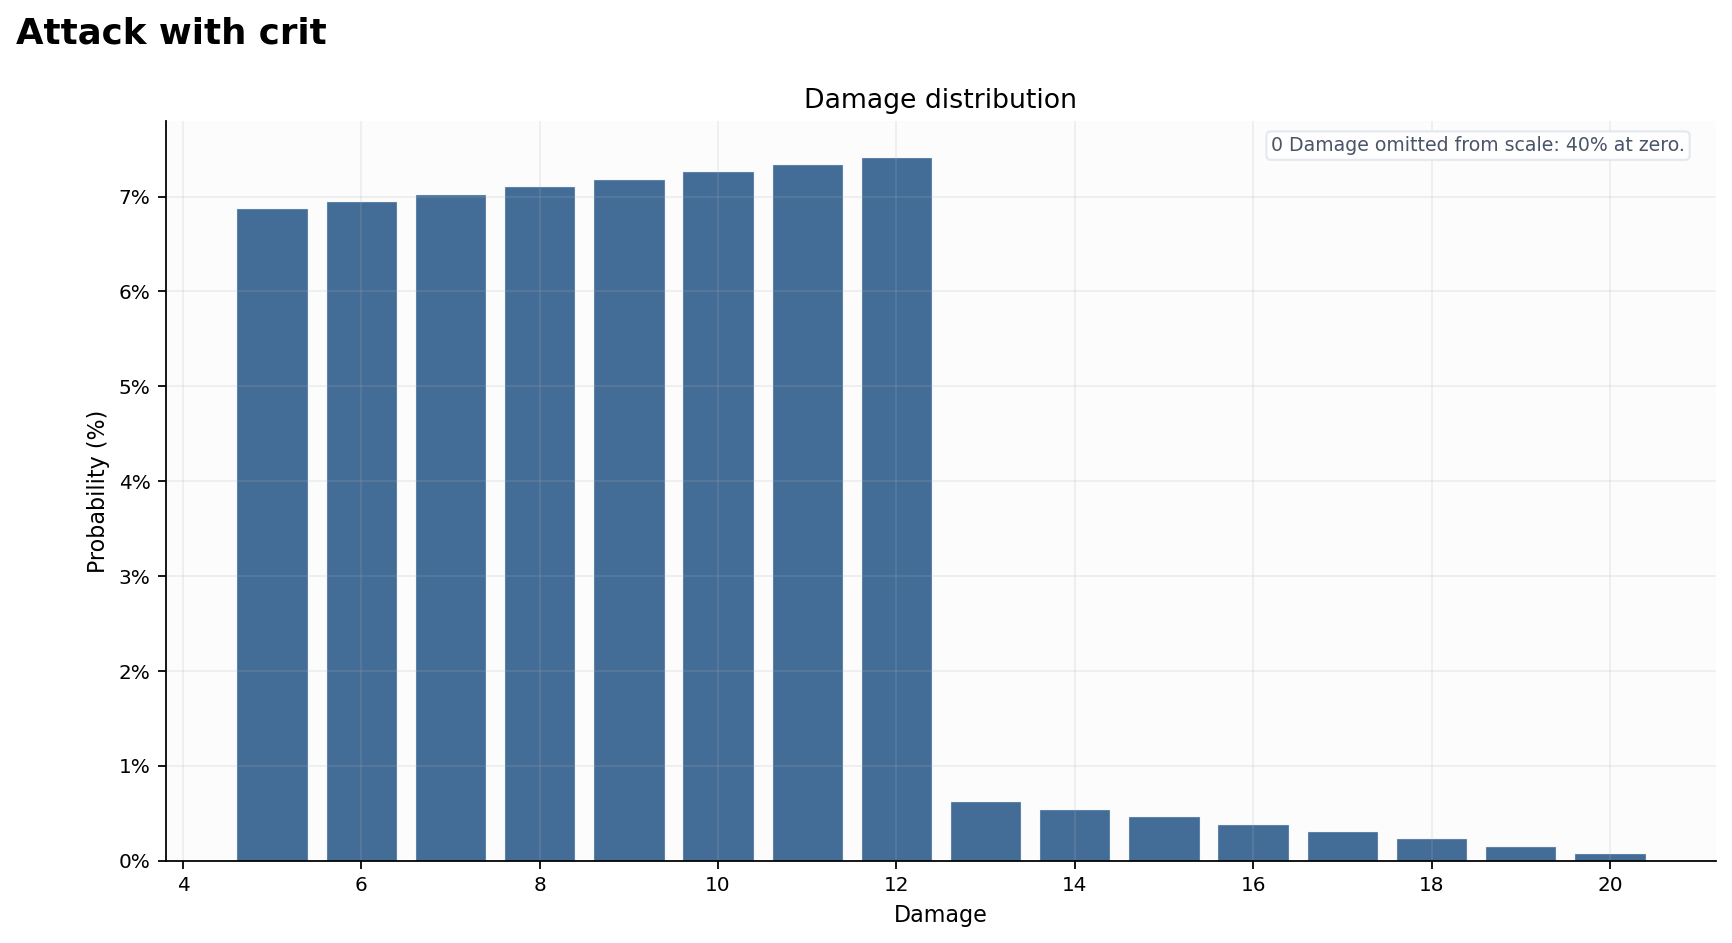 Attack with crit
Damage distribution
0 Damage omitted from scale: 40% at zero.
Probability (%)
7%
6%
5%
4%
3%
2%
1%
0%
4 6 8 10 12 14 16 18 20
Damage